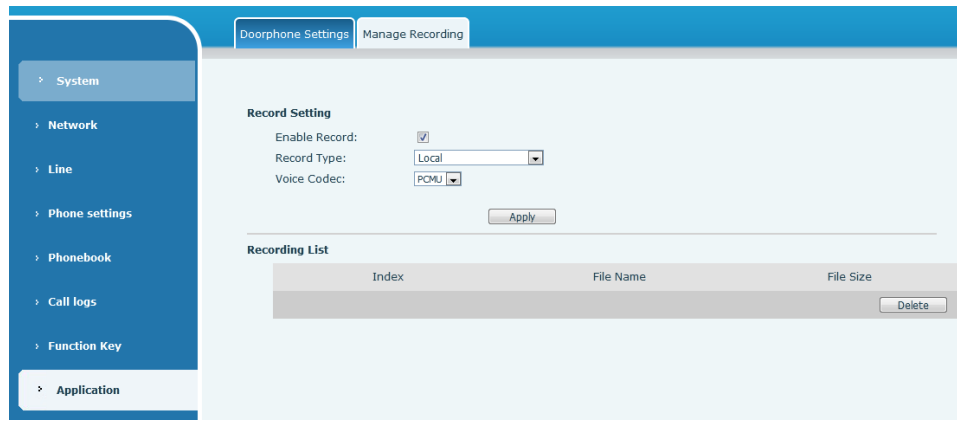 Doorphone Settings Manage Recording
System
Network
Line
Phone settings
Phonebook
Call logs
Function Key
Application
Record Setting
Enable Record:
Record Type: Local
Voice Codec: PCMU
Apply
Recording List
Index File Name File Size
Delete